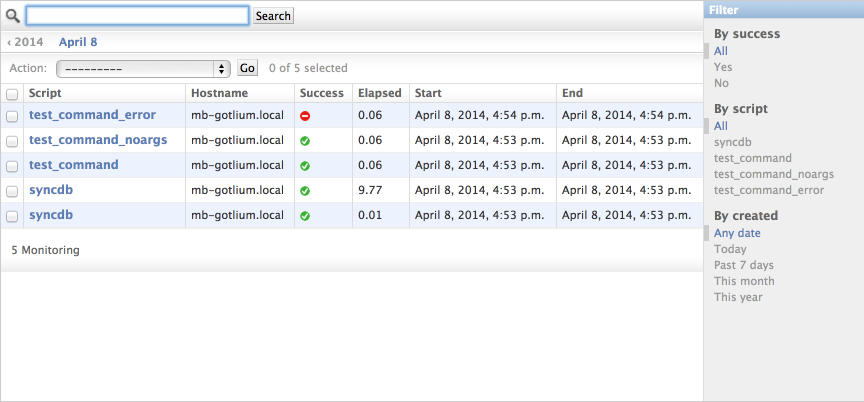 Search
‹ 2014 April 8
Action: --------- Go 0 of 5 selected
Script Hostname Success Elapsed Start End
test_command_error mb-gotlium.local 0.06 April 8, 2014, 4:54 p.m. April 8, 2014, 4:54 p.m.
test_command_noargs mb-gotlium.local 0.06 April 8, 2014, 4:53 p.m. April 8, 2014, 4:53 p.m.
test_command mb-gotlium.local 0.06 April 8, 2014, 4:53 p.m. April 8, 2014, 4:53 p.m.
syncdb mb-gotlium.local 9.77 April 8, 2014, 4:53 p.m. April 8, 2014, 4:53 p.m.
syncdb mb-gotlium.local 0.01 April 8, 2014, 4:53 p.m. April 8, 2014, 4:53 p.m.
5 Monitoring
Filter
By success
All
Yes
No
By script
All
syncdb
test_command
test_command_noargs
test_command_error
By created
Any date
Today
Past 7 days
This month
This year